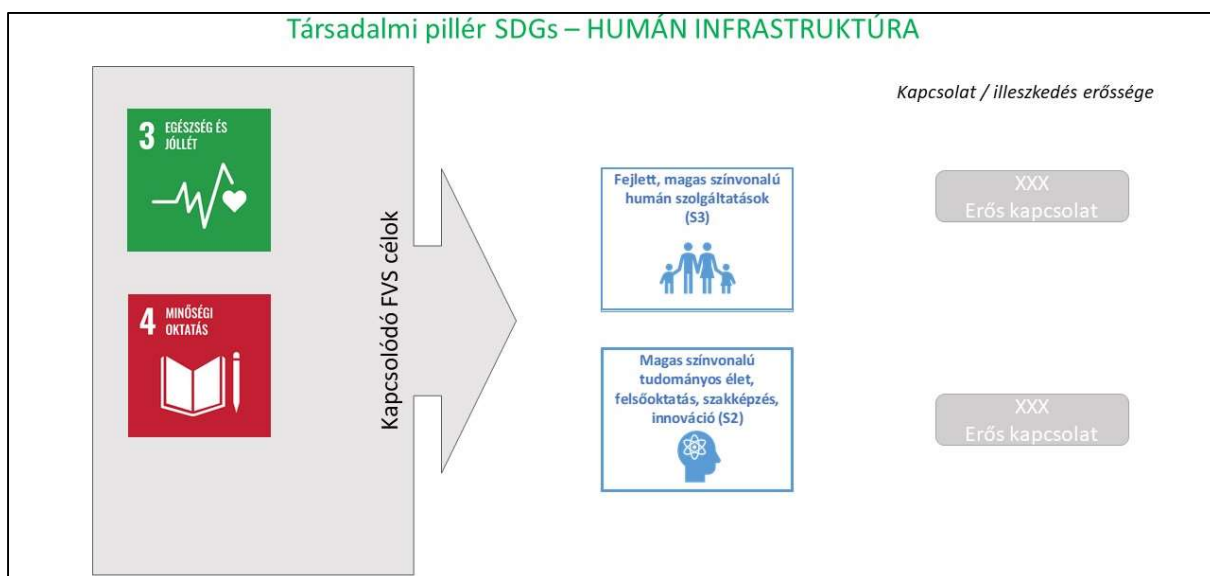 Társadalmi pillér SDGs – HUMÁN INFRASTRUKTÚRA
Kapcsolat / illeszkedés erőssége
3 EGÉSZSÉG ÉS
JÓLLÉT
4 MINŐSÉGI
OKTATÁS
Kapcsolódó FVS célok
Fejlett, magas színvonalú
humán szolgáltatások
(S3)
XXX
Erős kapcsolat
Magas színvonalú
tudományos élet,
felsőoktatás, szakképzés,
innováció (S2)
XXX
Erős kapcsolat